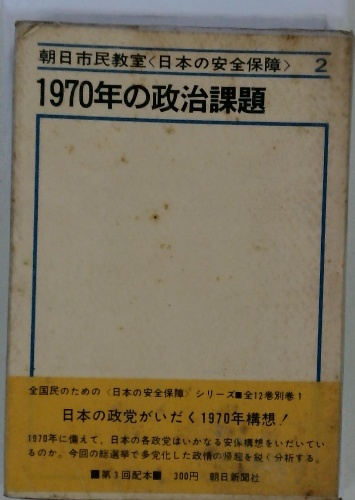 朝日市民教室〈日本の安全保障〉 2
1970年の政治課題
全国民のための〈日本の安全保障〉シリーズ■全12巻別巻1
日本の政党がいだく1970年構想！
1970年に備えて、日本の各政党はいかなる安保構想をいだいてい
るのか。今回の総選挙で多党化した政情の帰趨を鋭く分析する。
■第3回配本■ 300円 朝日新聞社